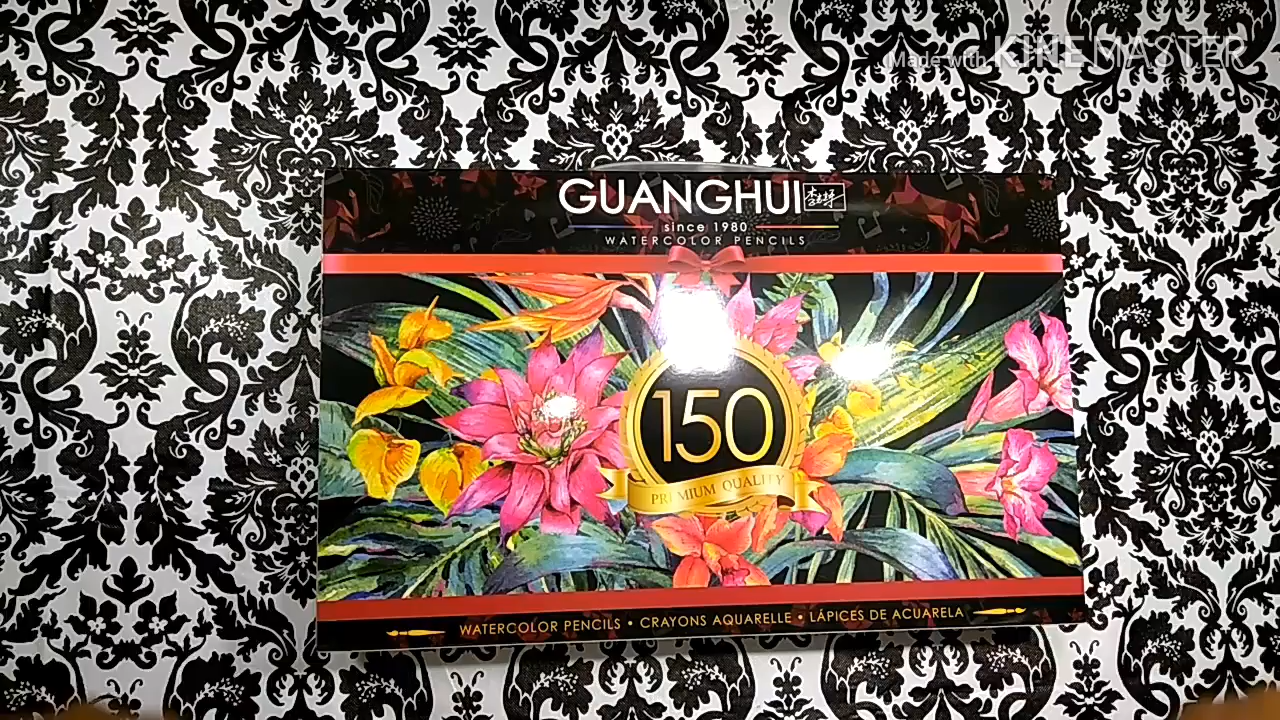 Made with KINEMASTER
GUANGHUI
since 1980
WATERCOLOR PENCILS
150
PREMIUM QUALITY
WATERCOLOR PENCILS • CRAYONS AQUARELLE • LÁPICES DE ACUARELA